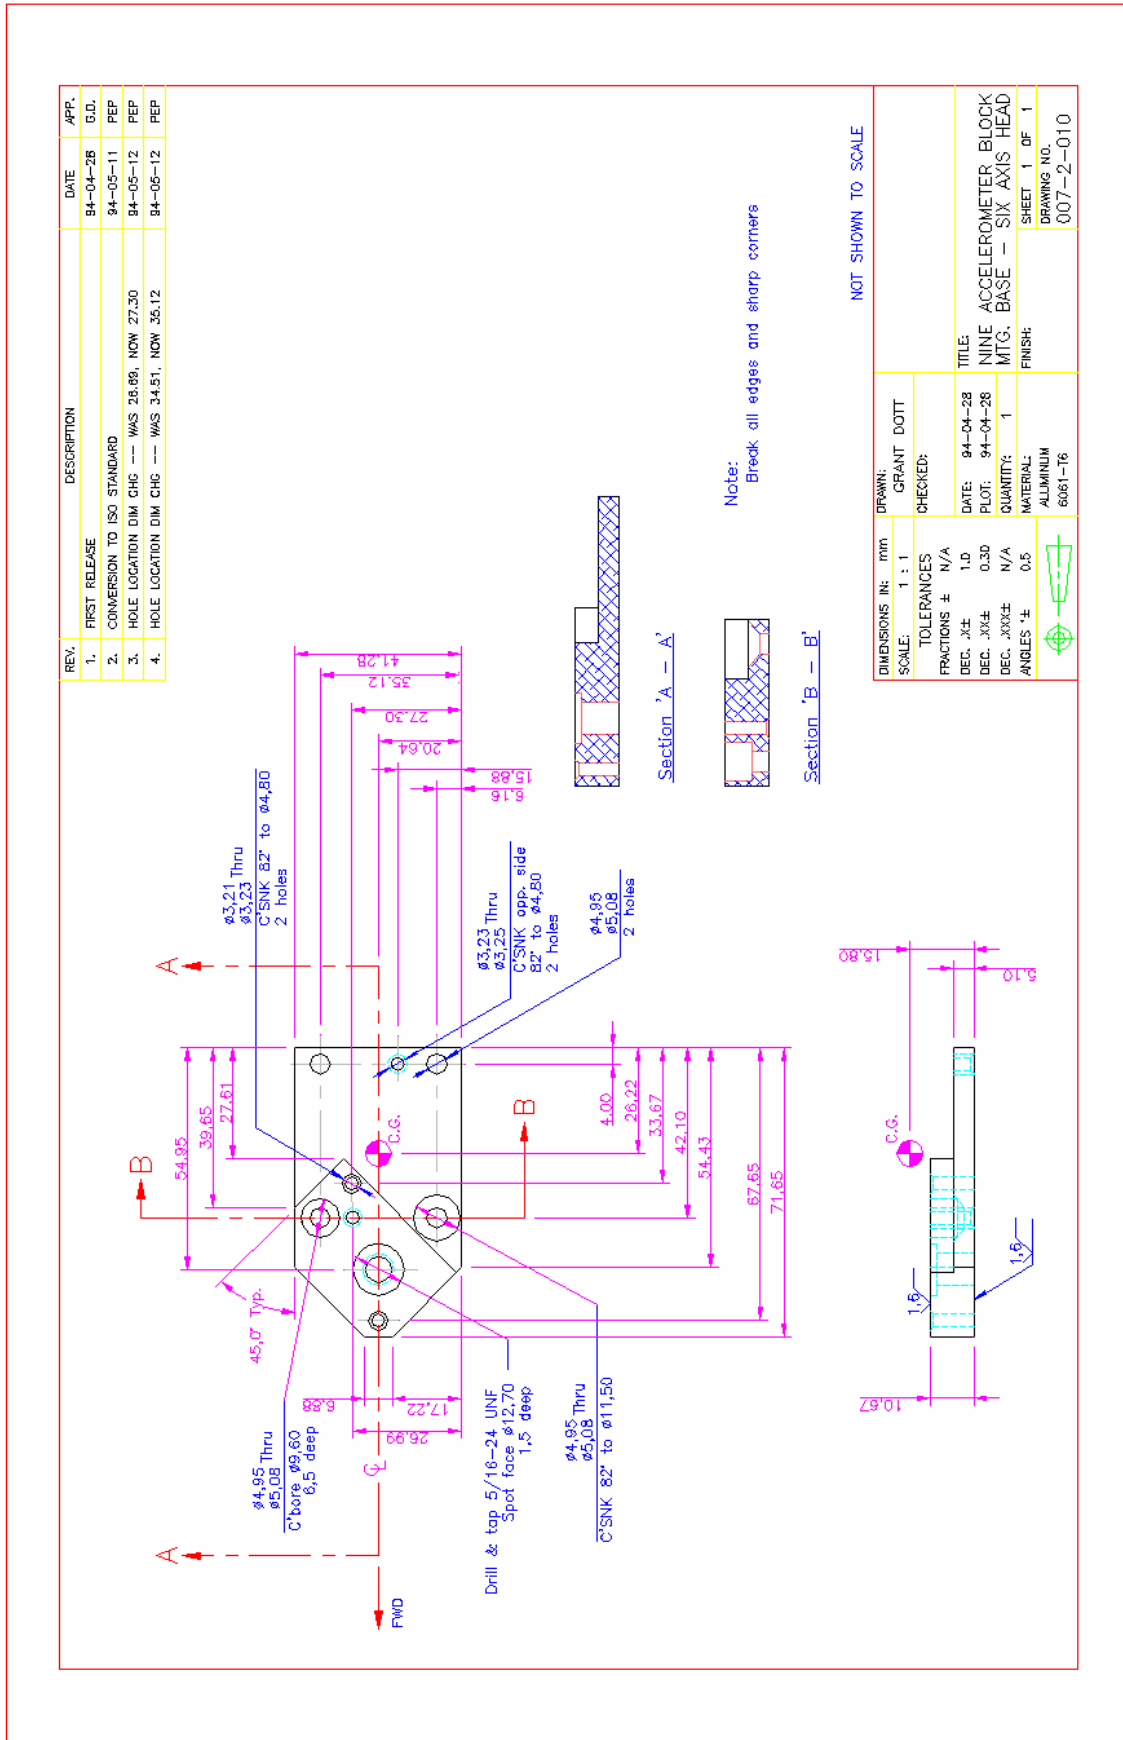 REV. DESCRIPTION DATE APP.
1. FIRST RELEASE 94-04-28 G.D.
2. CONVERSION TO ISO STANDARD 94-05-11 PEP
3. HOLE LOCATION DIM CHG -- WAS 26.69, NOW 27.30 94-05-12 PEP
4. HOLE LOCATION DIM CHG -- WAS 34.51, NOW 35.12 94-05-12 PEP
A
A
B
B
FWD
C.G.
ø4,95 Thru
ø5,08
C'bore ø9,60
6,5 deep
Drill & tap 5/16-24 UNF
Spot face ø12,70
1,5 deep
ø4,95 Thru
ø5,08
C'SNK 82° to ø11,50
ø3,21 Thru
ø3,23
C'SNK 82° to ø4,80
2 holes
ø3,23 Thru
ø3,25
C'SNK opp. side
82° to ø4,80
2 holes
ø4,95
ø5,08
2 holes
45,0° Typ.
54,95
39,65
27,61
6,88
17,22
26,99
41.28
35.12
27.30
20.64
15,88
6.16
4,00
26,22
33,67
42,10
54,43
67,65
71,65
C.G.
15,80
5,10
10,67
1,6
1,6
Section 'A - A'
Section 'B - B'
Note:
Break all edges and sharp corners
NOT SHOWN TO SCALE
DIMENSIONS IN: mm
SCALE: 1 : 1
TOLERANCES
FRACTIONS ± N/A
DEC. .X± 1.0
DEC. .XX± 0.30
DEC. .XXX± N/A
ANGLES °± 0.5
DRAWN:
GRANT DOTT
CHECKED:
DATE: 94-04-28
PLOT: 94-04-28
QUANTITY: 1
MATERIAL:
ALUMINUM
6061-T6
TITLE:
NINE ACCELEROMETER BLOCK
MTG. BASE - SIX AXIS HEAD
FINISH:
SHEET 1 OF 1
DRAWING NO.
007-2-010